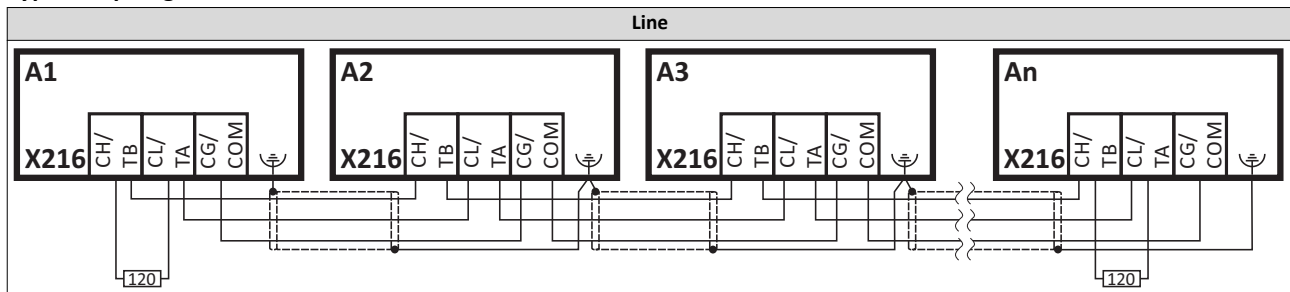 Line
A1
A2
A3
An
X216
CH/
TB
CL/
TA
CG/
COM
X216
CH/
TB
CL/
TA
CG/
COM
X216
CH/
TB
CL/
TA
CG/
COM
X216
CH/
TB
CL/
TA
CG/
COM
120
120